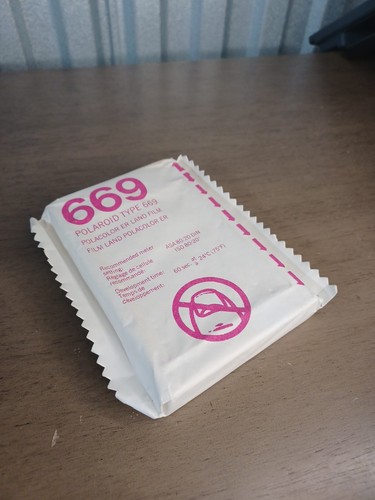 669
POLAROID TYPE 669
POLACOLOR ER LAND FILM
FILM LAND POLACOLOR ER
Recommended meter setting: ASA 80/20 DIN
Réglage de cellule recommandé: ISO 80/20°
Development time: 60 sec. at 24°C (75°F)
Temps de développement: à